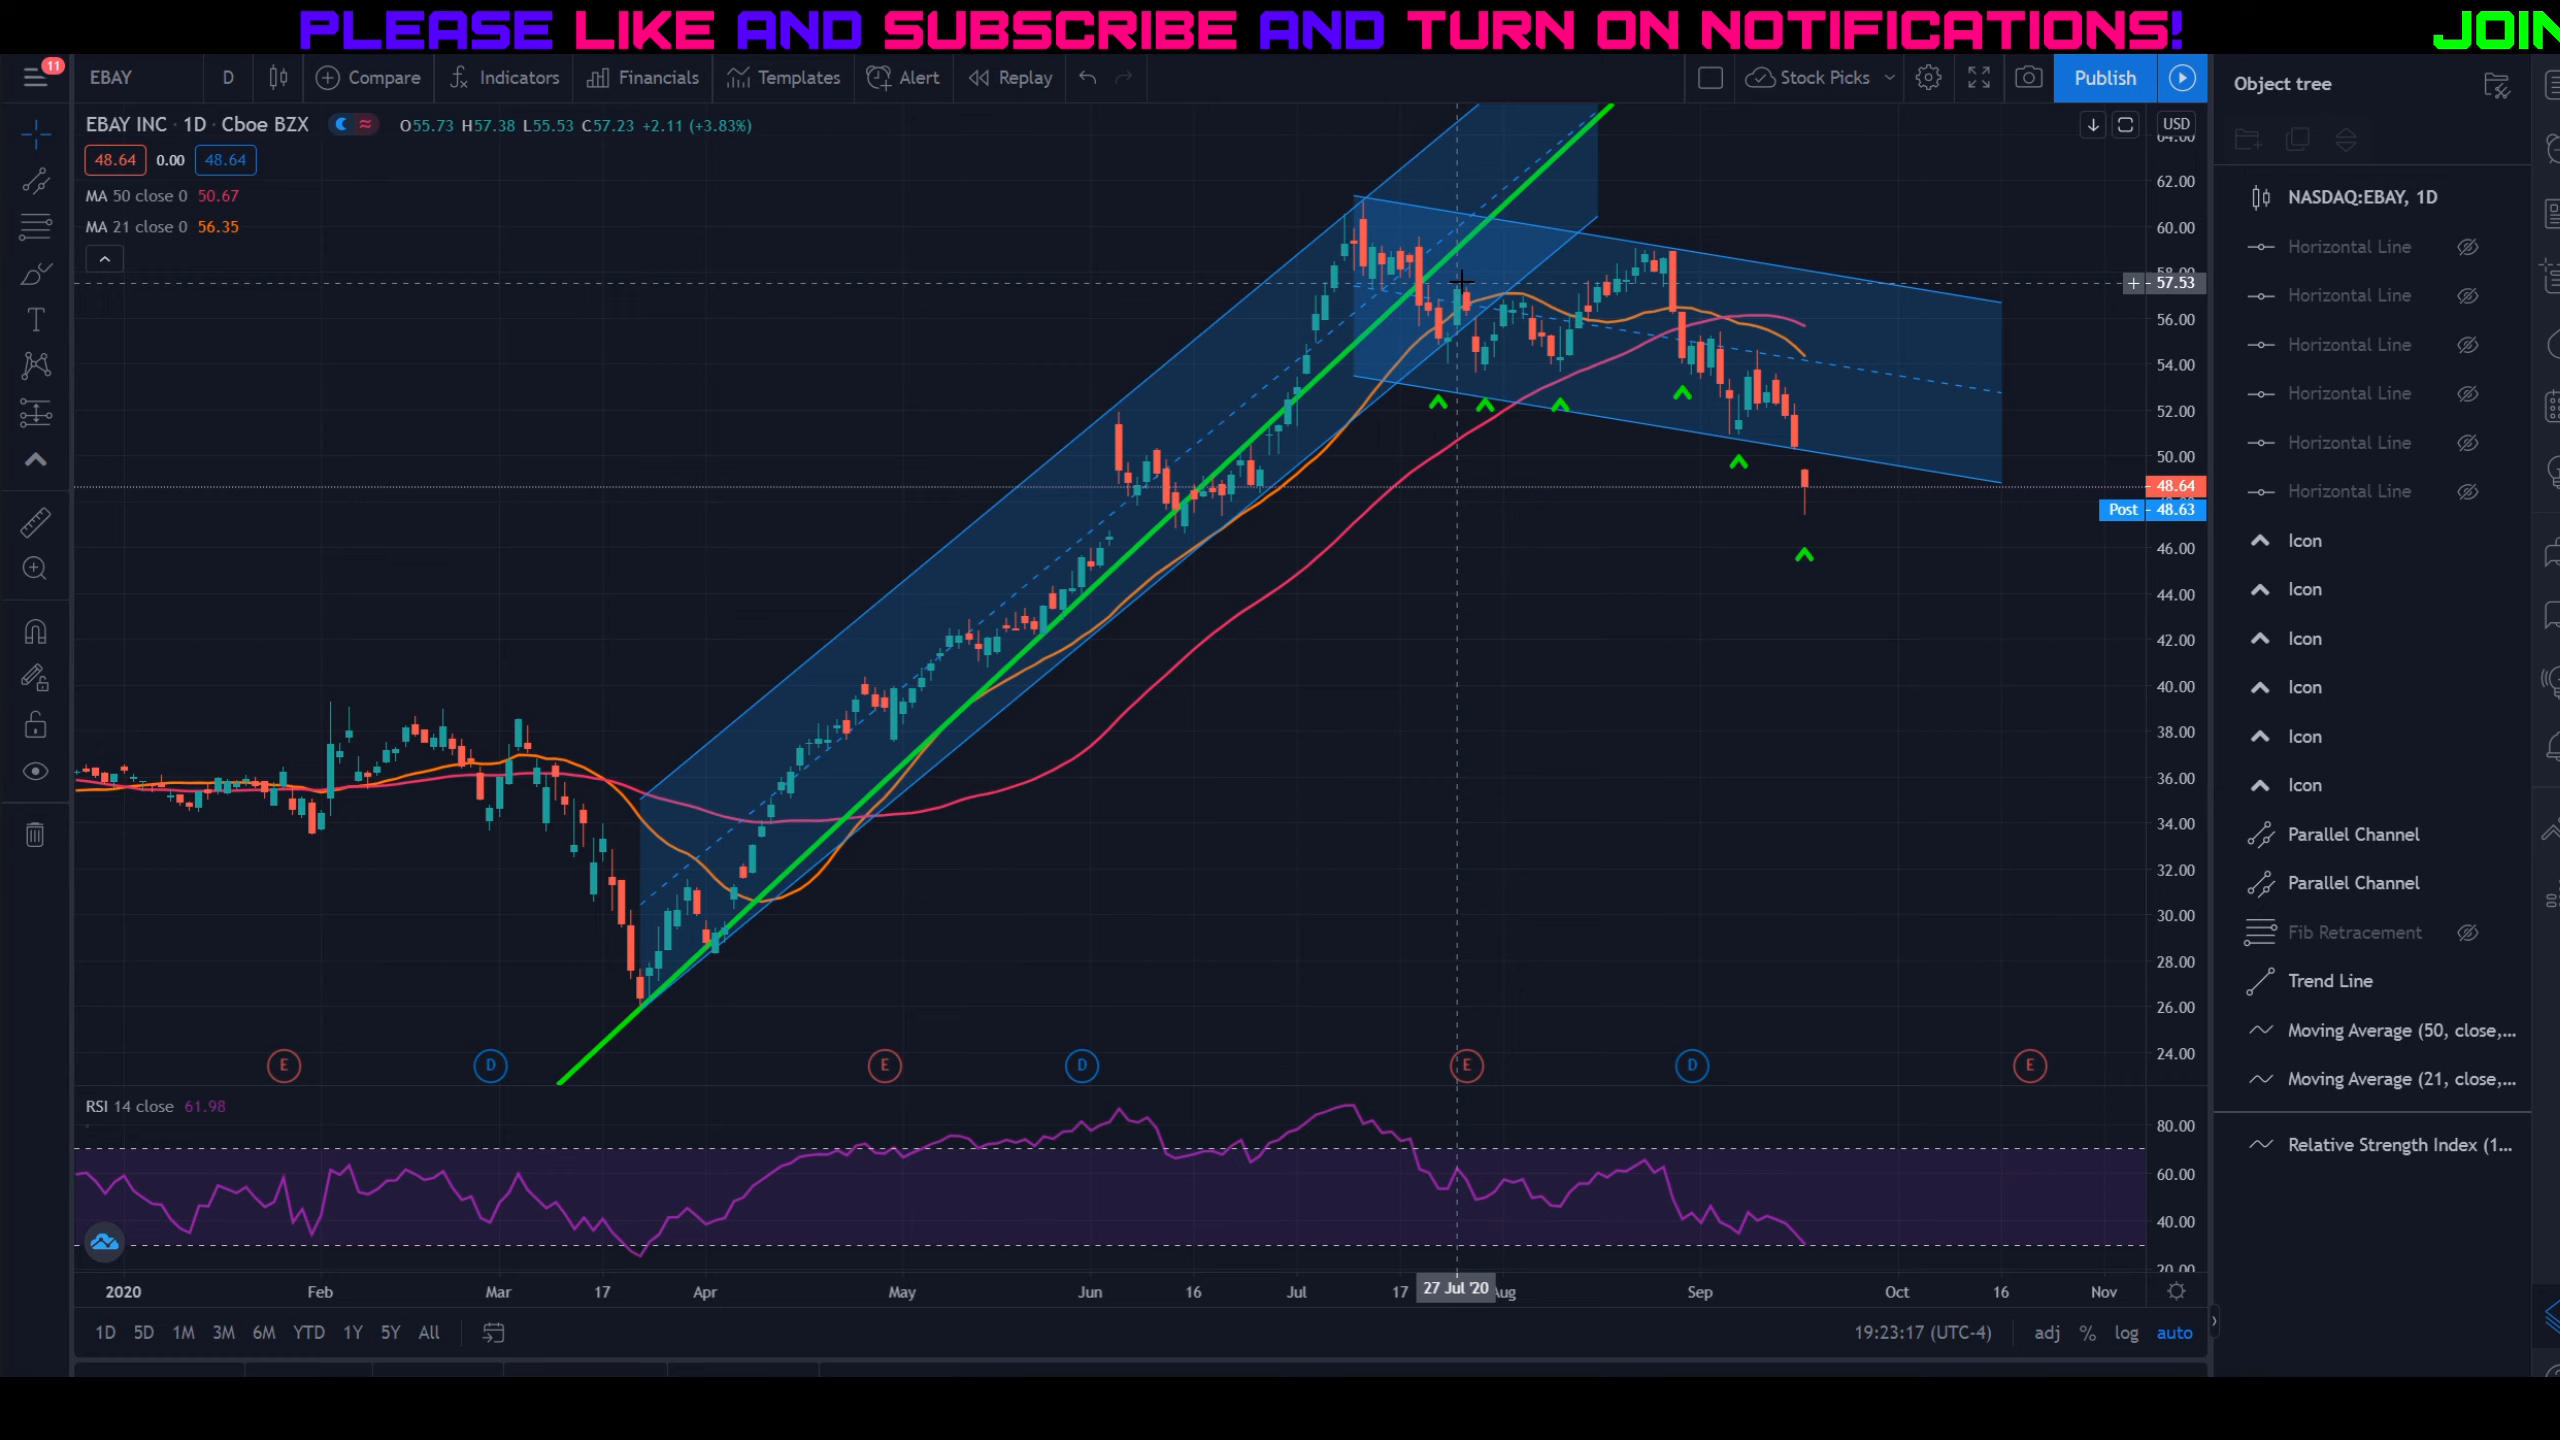 PLEASE LIKE AND SUBSCRIBE AND TURN ON NOTIFICATIONS! JOIN
11
EBAY D Compare Indicators Financials Templates Alert Replay Stock Picks Publish
Object tree
EBAY INC · 1D · Cboe BZX O55.73 H57.38 L55.53 C57.23 +2.11 (+3.83%)
USD
48.64 0.00 48.64
MA 50 close 0 50.67
MA 21 close 0 56.35
64.00
62.00
60.00
58.00
57.53
56.00
54.00
52.00
50.00
48.64
Post 48.63
46.00
44.00
42.00
40.00
38.00
36.00
34.00
32.00
30.00
28.00
26.00
24.00
E D E D E D E
RSI 14 close 61.98
80.00
60.00
40.00
20.00
2020 Feb Mar 17 Apr May Jun 16 Jul 17 27 Jul '20 Aug Sep Oct 16 Nov
1D 5D 1M 3M 6M YTD 1Y 5Y All 19:23:17 (UTC-4) adj % log auto
NASDAQ:EBAY, 1D
Horizontal Line
Horizontal Line
Horizontal Line
Horizontal Line
Horizontal Line
Horizontal Line
Icon
Icon
Icon
Icon
Icon
Icon
Parallel Channel
Parallel Channel
Fib Retracement
Trend Line
Moving Average (50, close,...
Moving Average (21, close,...
Relative Strength Index (1...